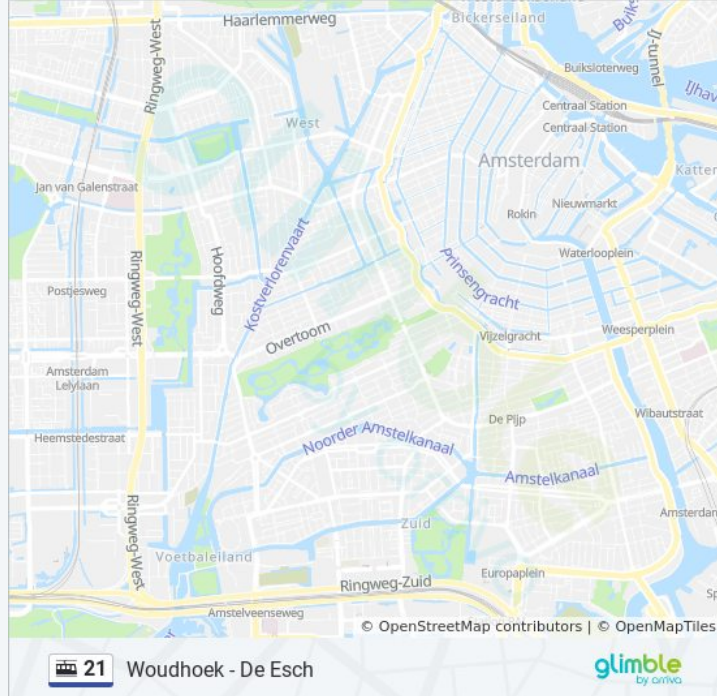 Haarlemmerweg
Bickerseiland
Ringweg-West
IJ-tunnel
Buiksloterweg
Centraal Station
Centraal Station
West
Amsterdam
Jan van Galenstraat
Nieuwmarkt
Rokin
Waterlooplein
Hoofdweg
Kostverlorenvaart
Prinsengracht
Ringweg-West
Postjesweg
Overtoom
Vijzelgracht
Weesperplein
Amsterdam
Lelylaan
De Pijp
Wibautstraat
Heemstedestraat
Noorder Amstelkanaal
Amstelkanaal
Ringweg-West
Zuid
Voetbaleiland
Europaplein
Ringweg-Zuid
Amstelveenseweg
© OpenStreetMap contributors | © OpenMapTiles
21 Woudhoek - De Esch
glimble
by arriva